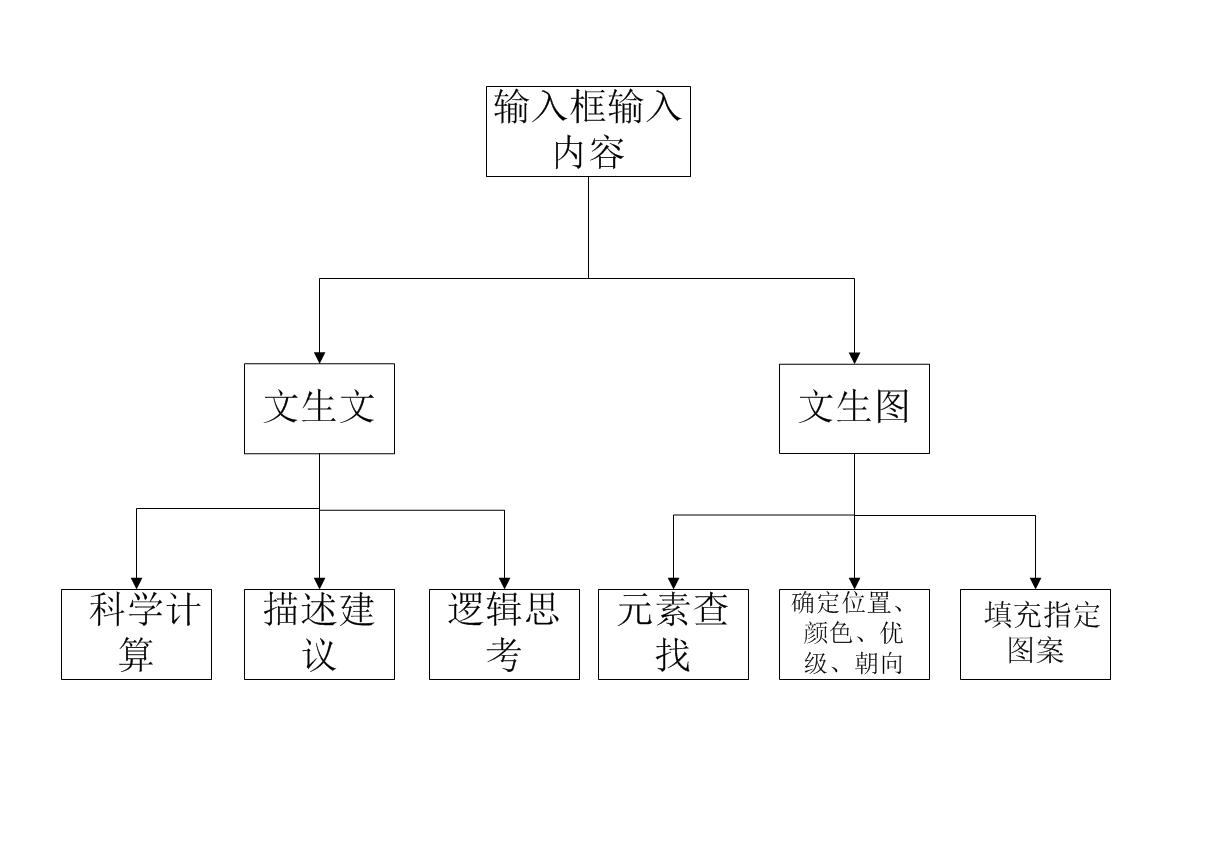 输入框输入
内容
文生文
文生图
科学计
算
描述建
议
逻辑思
考
元素查
找
确定位置、
颜色、优
级、朝向
填充指定
图案